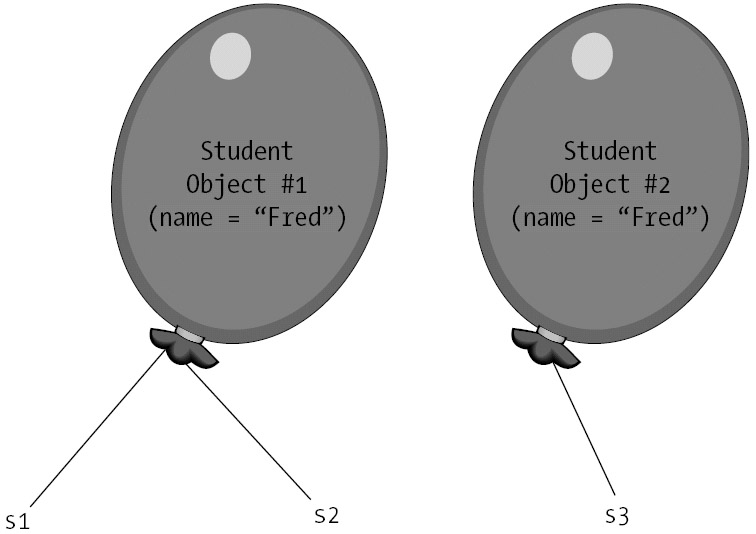 Student
Object #1
(name = “Fred”)
Student
Object #2
(name = “Fred”)
s1
s2
s3